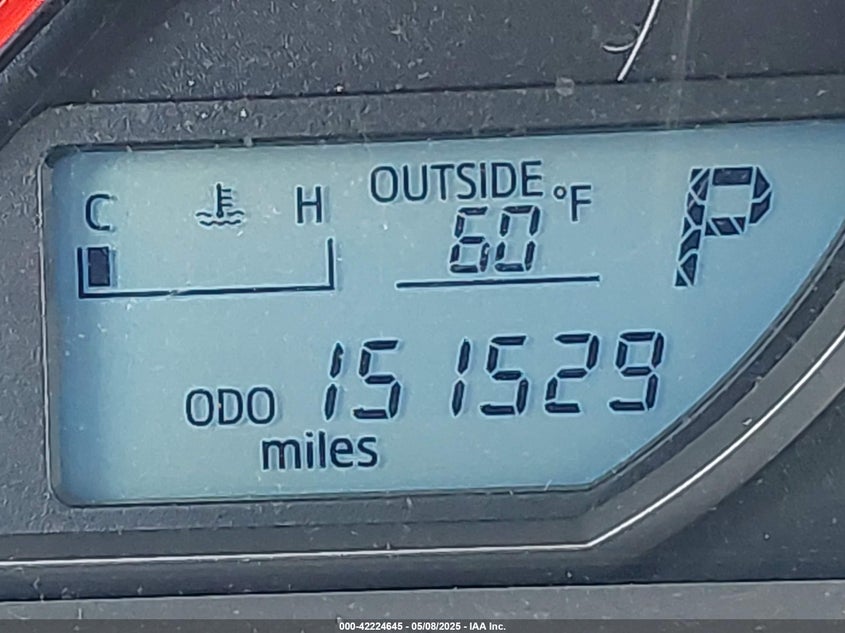 C H OUTSIDE °F P
60
ODO 151529
miles
000-42224645 - 05/08/2025 - IAA Inc.